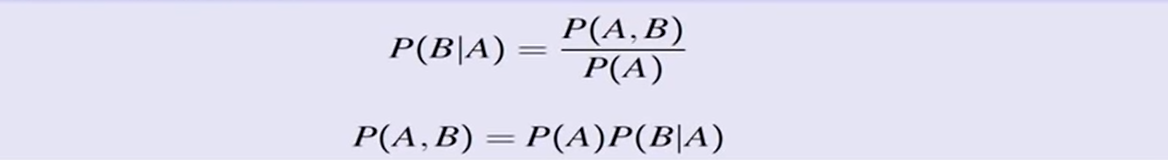 P(B|A) = P(A, B) / P(A)
P(A, B) = P(A)P(B|A)